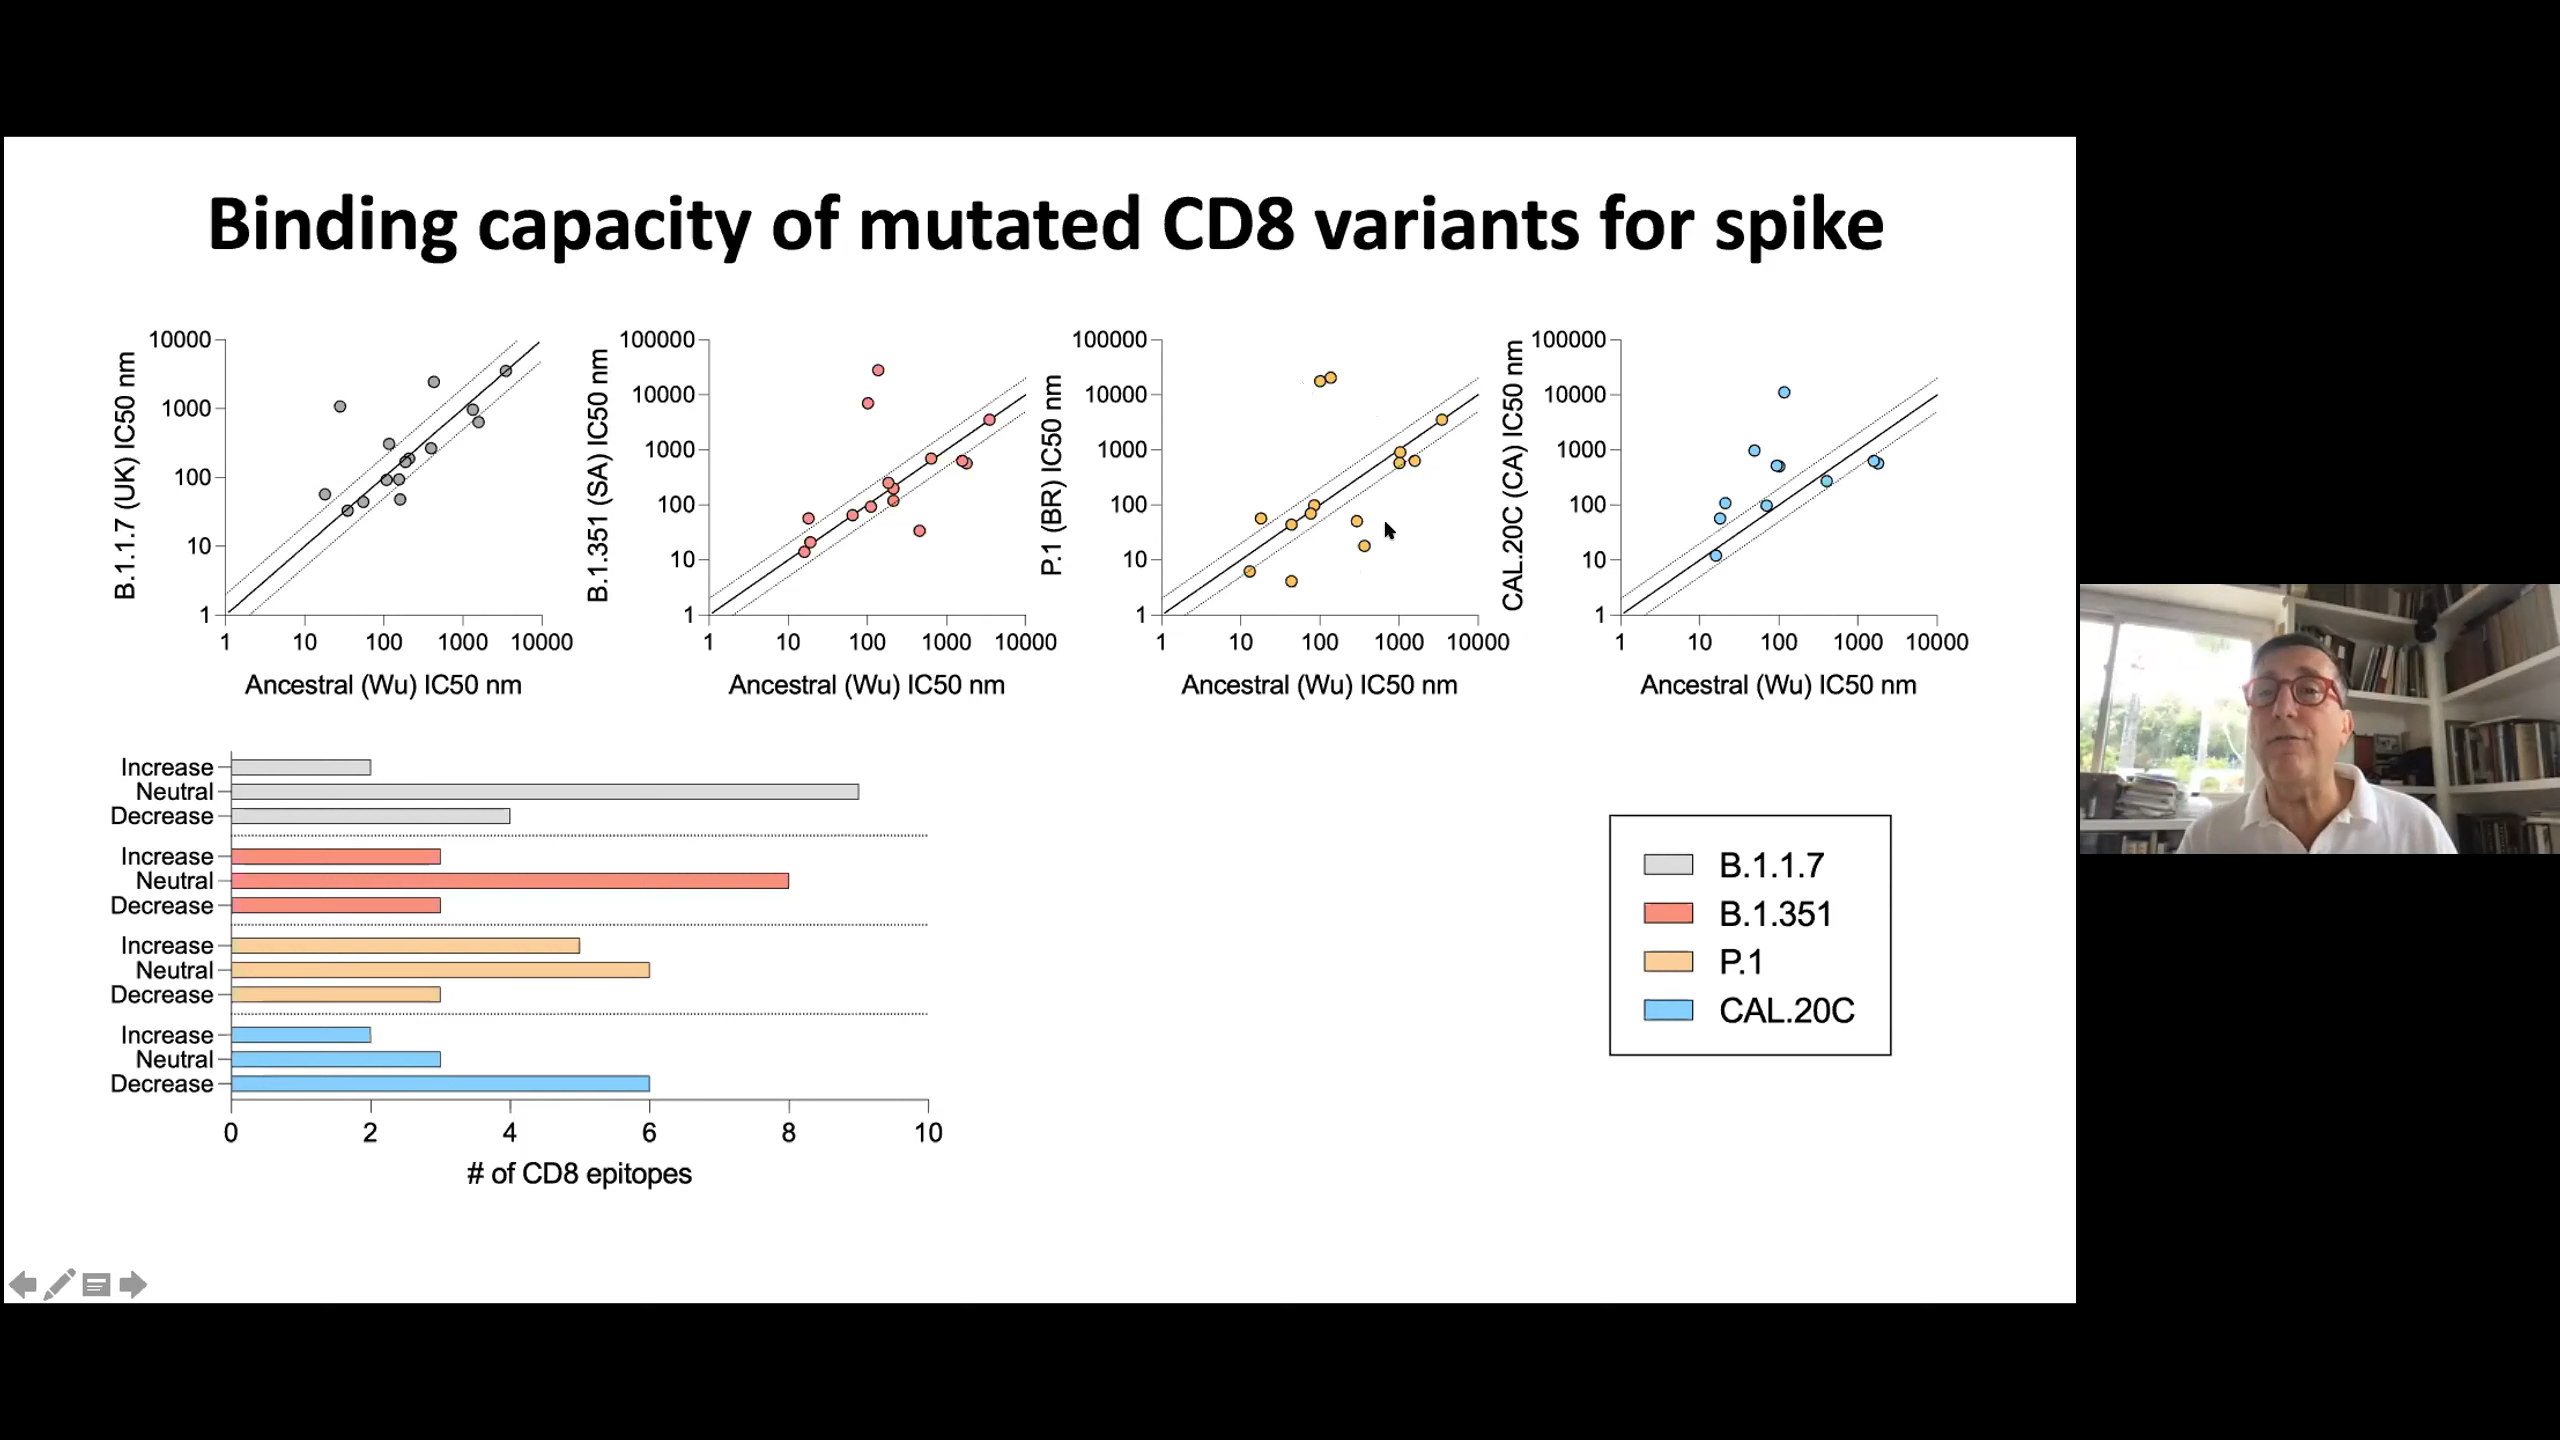 Binding capacity of mutated CD8 variants for spike
B.1.1.7 (UK) IC50 nm
10000
1000
100
10
1
1 10 100 1000 10000
Ancestral (Wu) IC50 nm
B.1.351 (SA) IC50 nm
100000
10000
1000
100
10
1
1 10 100 1000 10000
Ancestral (Wu) IC50 nm
P.1 (BR) IC50 nm
100000
10000
1000
100
10
1
1 10 100 1000 10000
Ancestral (Wu) IC50 nm
CAL.20C (CA) IC50 nm
100000
10000
1000
100
10
1
1 10 100 1000 10000
Ancestral (Wu) IC50 nm
Increase
Neutral
Decrease
Increase
Neutral
Decrease
Increase
Neutral
Decrease
Increase
Neutral
Decrease
0 2 4 6 8 10
# of CD8 epitopes
B.1.1.7
B.1.351
P.1
CAL.20C